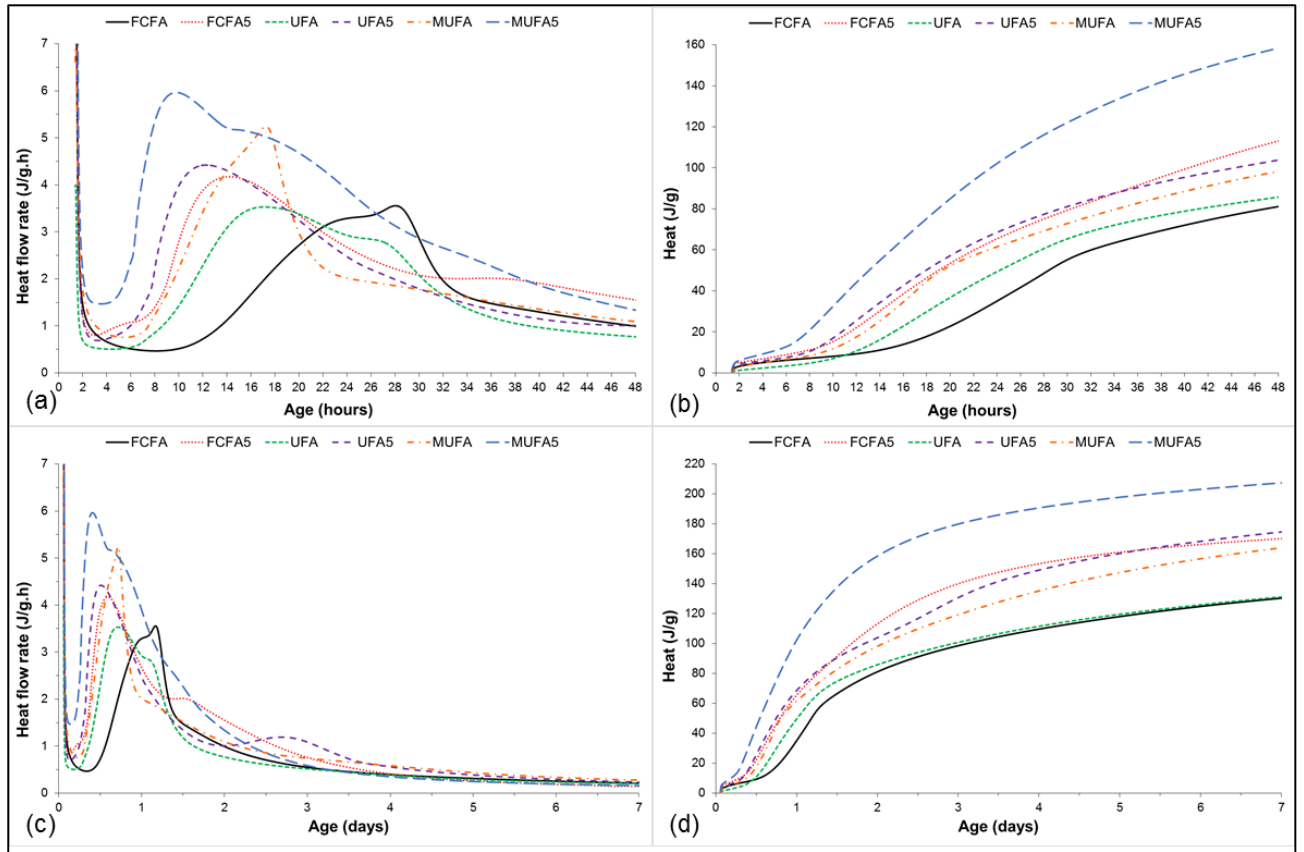 FCFA FCFA5 UFA UFA5 MUFA MUFA5
Heat flow rate (J/g.h)
7
6
5
4
3
2
1
0
0 2 4 6 8 10 12 14 16 18 20 22 24 26 28 30 32 34 36 38 40 42 44 46 48
Age (hours)
(a)
FCFA FCFA5 UFA UFA5 MUFA MUFA5
Heat (J/g)
160
140
120
100
80
60
40
20
0
0 2 4 6 8 10 12 14 16 18 20 22 24 26 28 30 32 34 36 38 40 42 44 46 48
Age (hours)
(b)
FCFA FCFA5 UFA UFA5 MUFA MUFA5
Heat flow rate (J/g.h)
7
6
5
4
3
2
1
0
0 1 2 3 4 5 6 7
Age (days)
(c)
FCFA FCFA5 UFA UFA5 MUFA MUFA5
Heat (J/g)
220
200
180
160
140
120
100
80
60
40
20
0
0 1 2 3 4 5 6 7
Age (days)
(d)